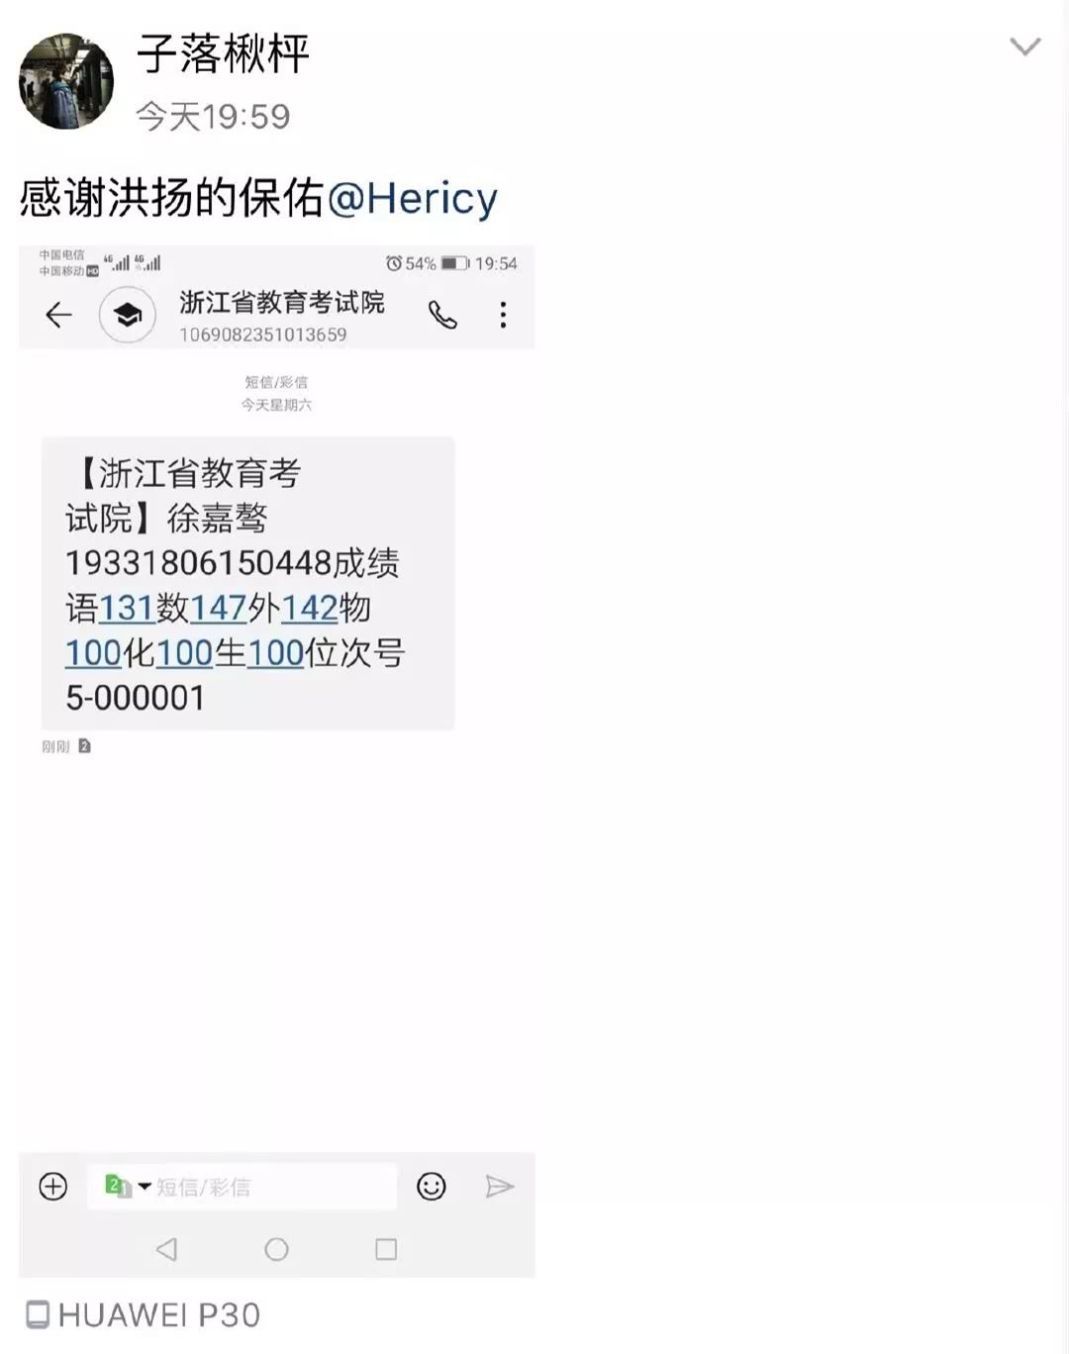 子落楸枰
今天19:59
感谢洪扬的保佑@Hericy
中国电信 4G 4G
中国移动HD
54% 19:54
浙江省教育考试院
1069082351013659
短信/彩信
今天星期六
【浙江省教育考
试院】徐嘉骜
19331806150448成绩
语131数147外142物
100化100生100位次号
5-000001
刚刚 2
21 短信/彩信
HUAWEI P30